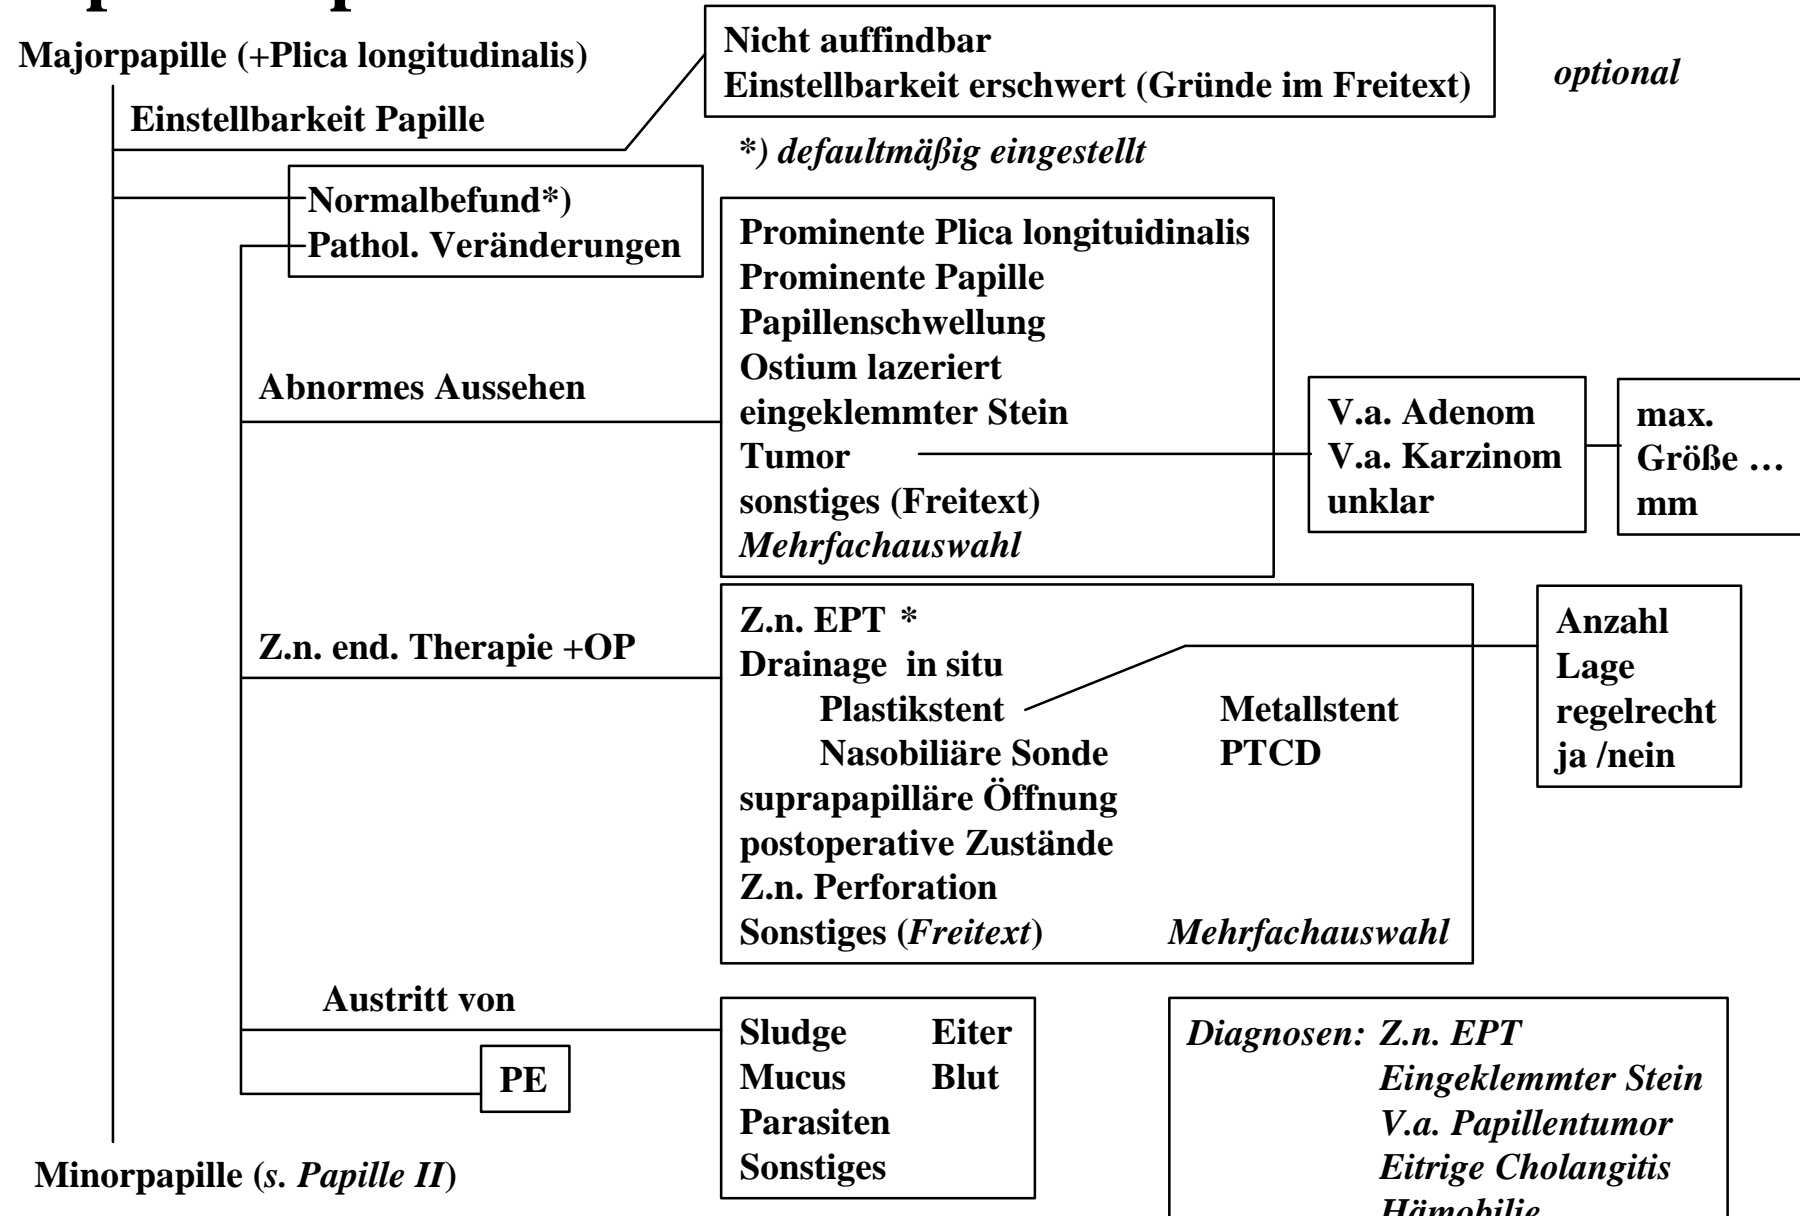 Majorpapille (+Plica longitudinalis)
Nicht auffindbar
Einstellbarkeit erschwert (Gründe im Freitext)
optional
Einstellbarkeit Papille
*) defaultmäßig eingestellt
Normalbefund*)
Pathol. Veränderungen
Abnormes Aussehen
Prominente Plica longituidinalis
Prominente Papille
Papillenschwellung
Ostium lazeriert
eingeklemmter Stein
Tumor
sonstiges (Freitext)
Mehrfachauswahl
V.a. Adenom
V.a. Karzinom
unklar
max.
Größe …
mm
Z.n. end. Therapie +OP
Z.n. EPT *
Drainage in situ
Plastikstent Metallstent
Nasobiliäre Sonde PTCD
suprapapilläre Öffnung
postoperative Zustände
Z.n. Perforation
Sonstiges (Freitext) Mehrfachauswahl
Anzahl
Lage
regelrecht
ja /nein
Austritt von
Sludge Eiter
Mucus Blut
Parasiten
Sonstiges
PE
Diagnosen: Z.n. EPT
Eingeklemmter Stein
V.a. Papillentumor
Eitrige Cholangitis
Hämobilie
Minorpapille (s. Papille II)